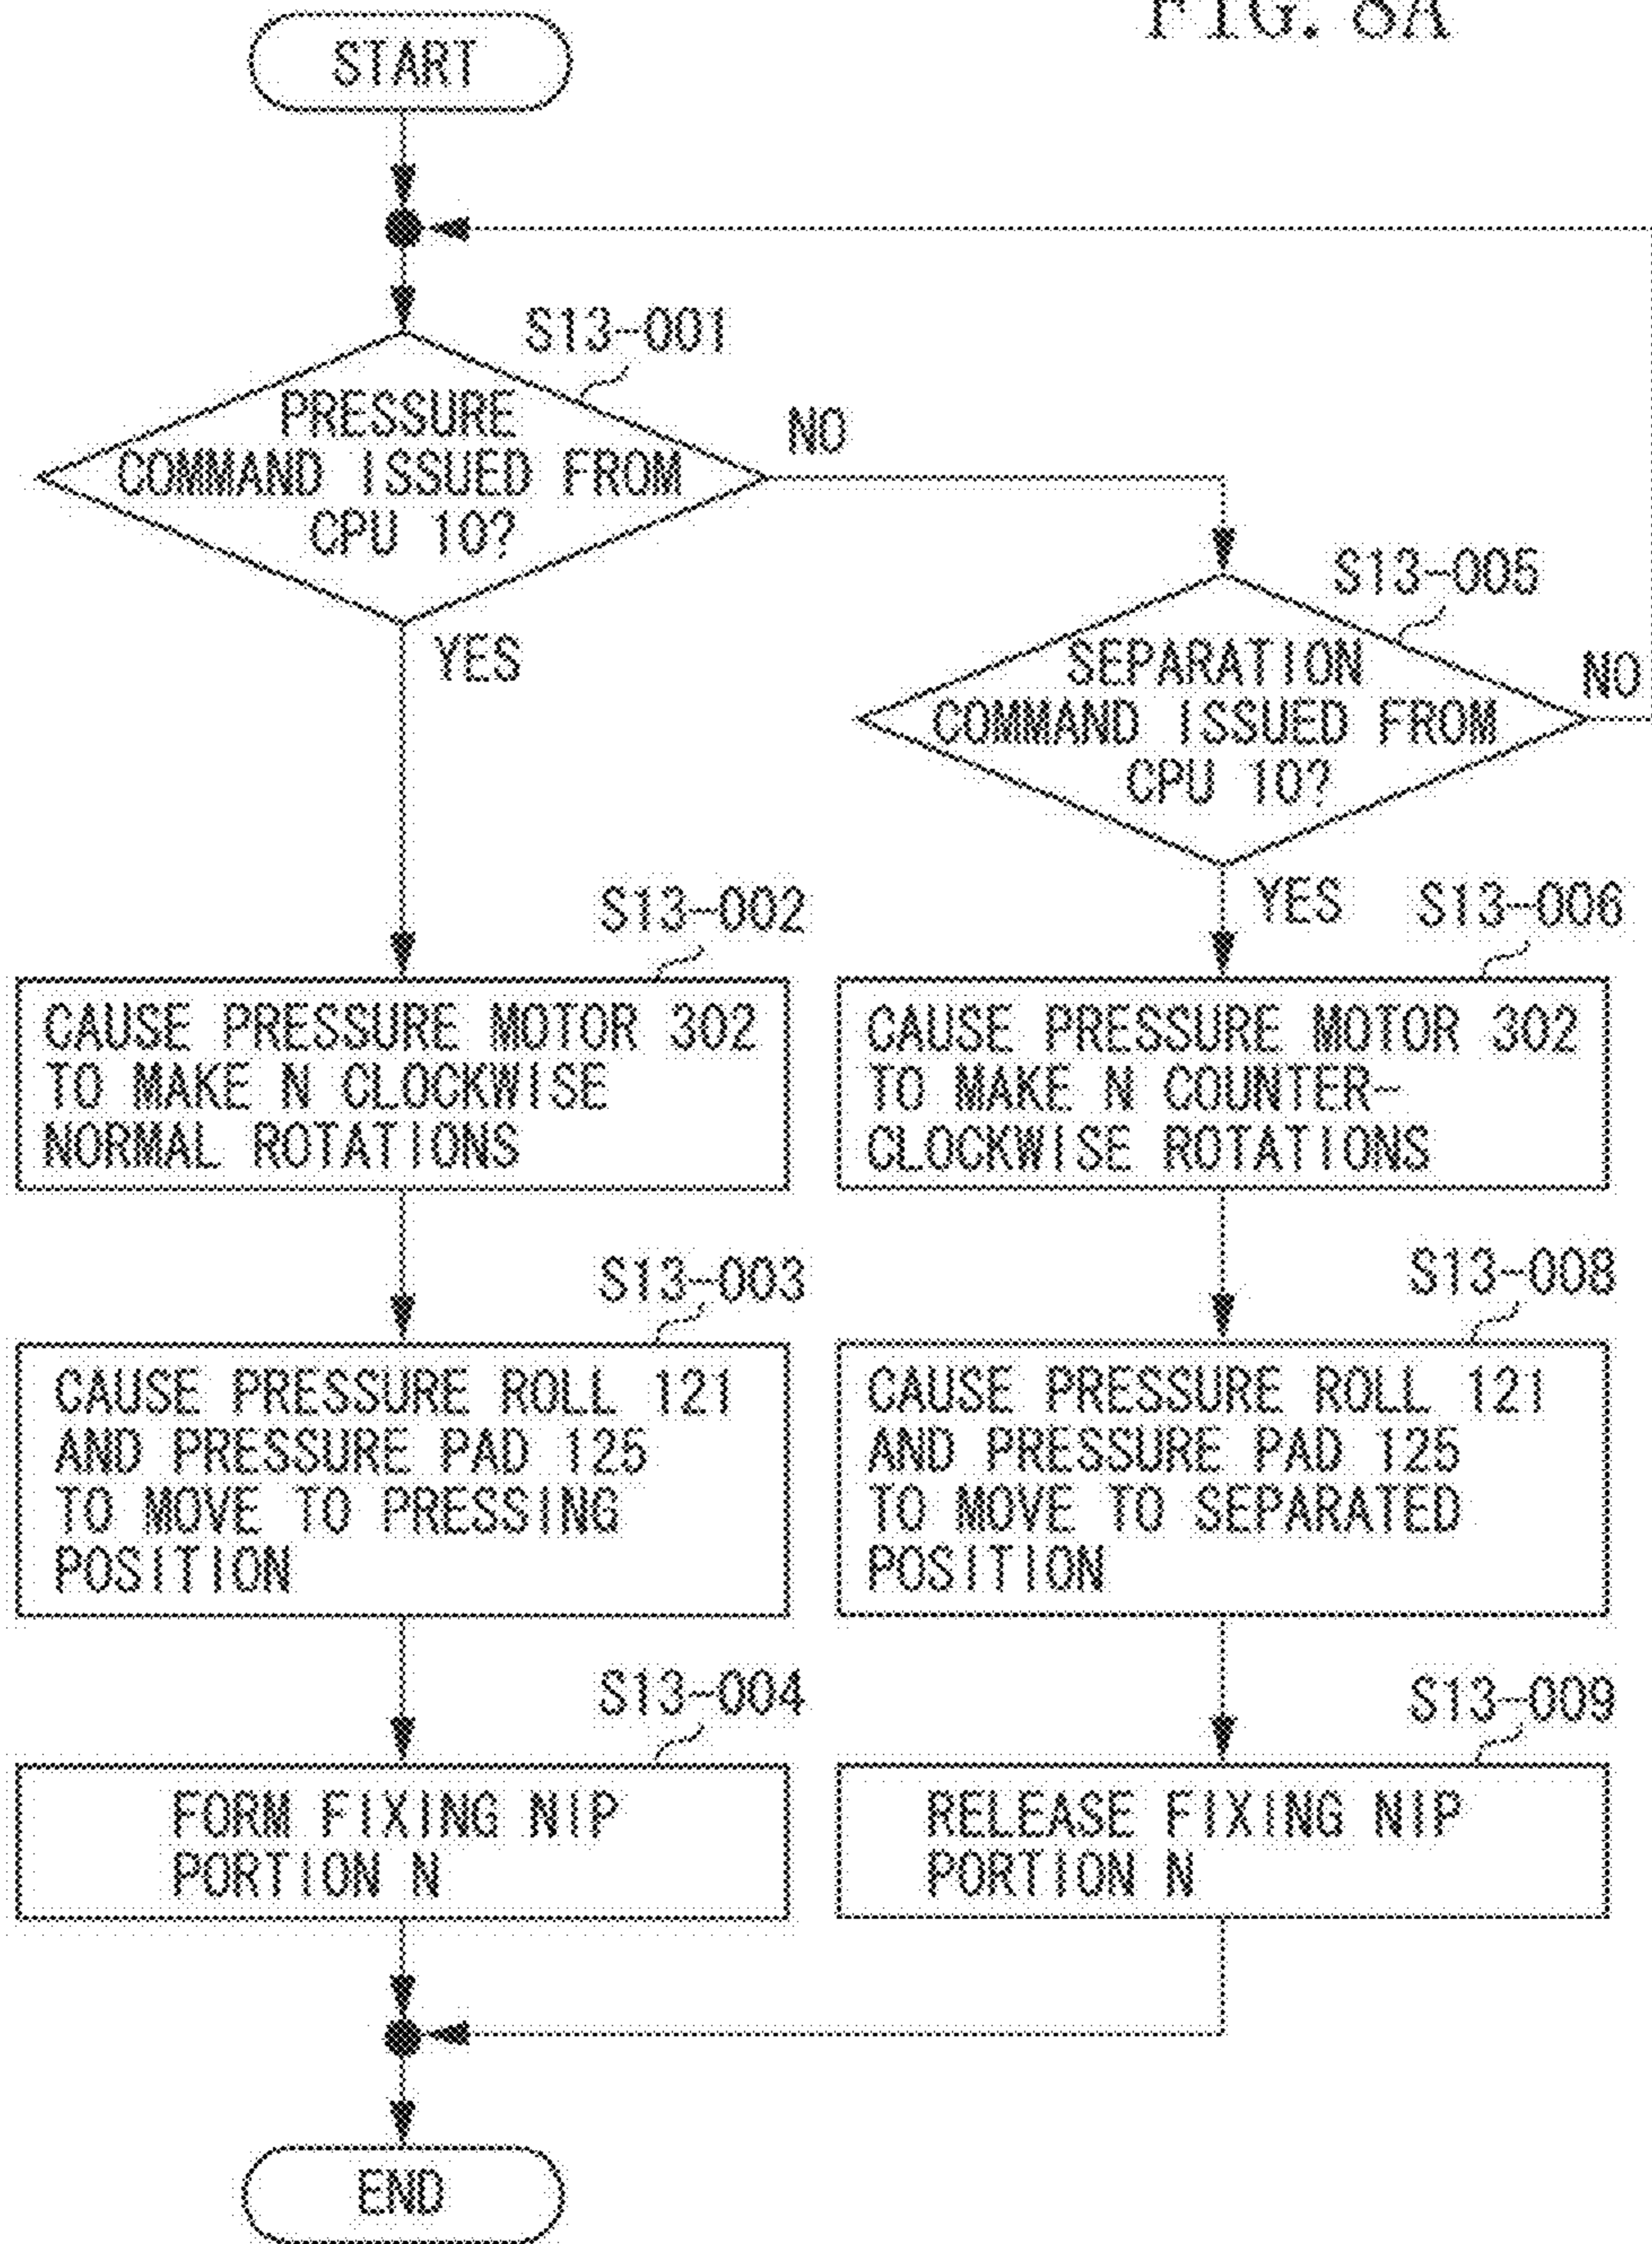 FIG. 8A
START
S13-001
PRESSURE
COMMAND ISSUED FROM
CPU 10?
NO
YES
S13-005
SEPARATION
COMMAND ISSUED FROM
CPU 10?
NO
YES
S13-002
CAUSE PRESSURE MOTOR 302
TO MAKE N CLOCKWISE
NORMAL ROTATIONS
S13-006
CAUSE PRESSURE MOTOR 302
TO MAKE N COUNTER-
CLOCKWISE ROTATIONS
S13-003
CAUSE PRESSURE ROLL 121
AND PRESSURE PAD 125
TO MOVE TO PRESSING
POSITION
S13-008
CAUSE PRESSURE ROLL 121
AND PRESSURE PAD 125
TO MOVE TO SEPARATED
POSITION
S13-004
FORM FIXING NIP
PORTION N
S13-009
RELEASE FIXING NIP
PORTION N
END